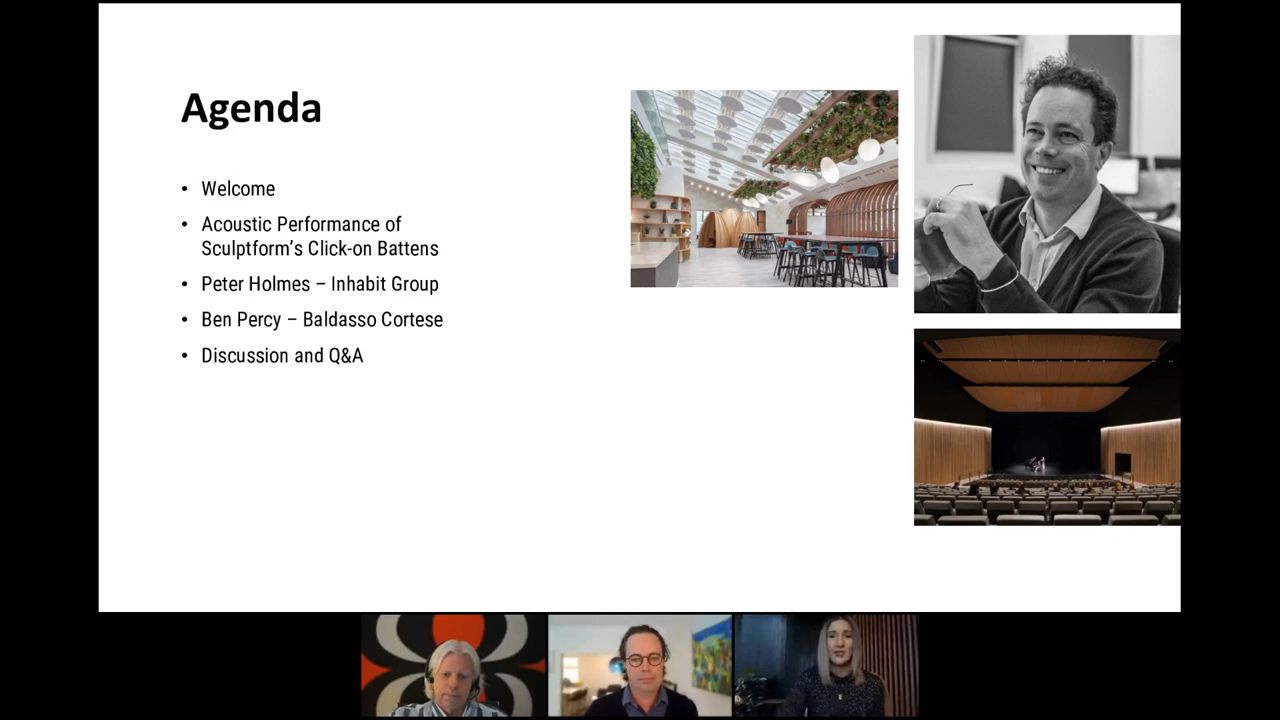 Agenda
• Welcome
• Acoustic Performance of
Sculptform’s Click-on Battens
• Peter Holmes – Inhabit Group
• Ben Percy – Baldasso Cortese
• Discussion and Q&A